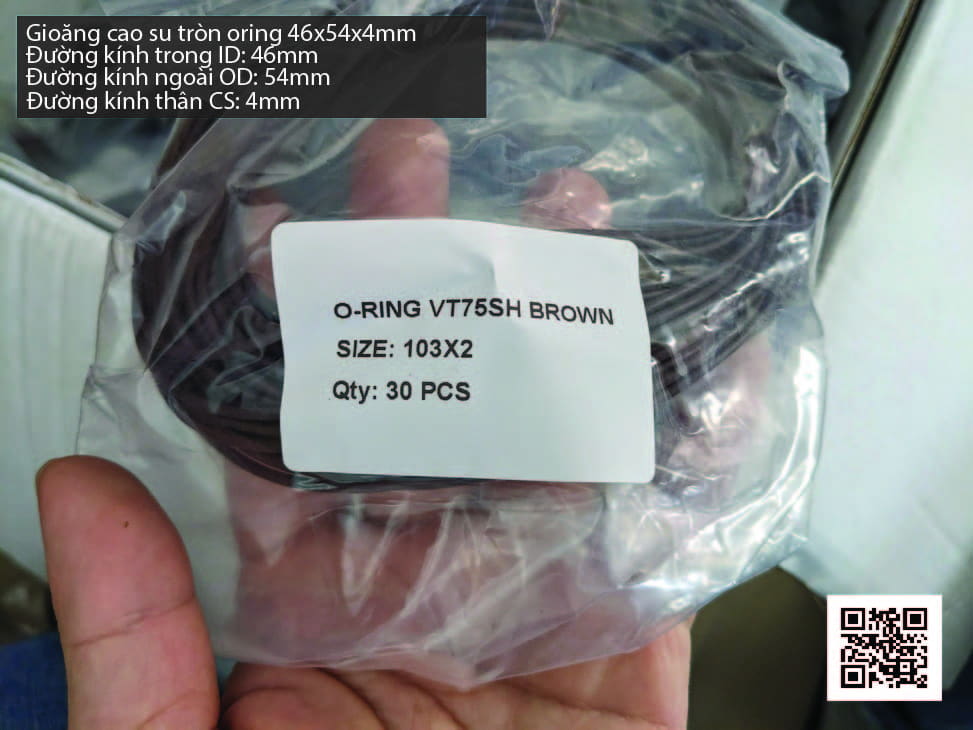 Gioăng cao su tròn oring 46x54x4mm
Đường kính trong ID: 46mm
Đường kính ngoài OD: 54mm
Đường kính thân CS: 4mm
O-RING VT75SH BROWN
SIZE: 103X2
Qty: 30 PCS